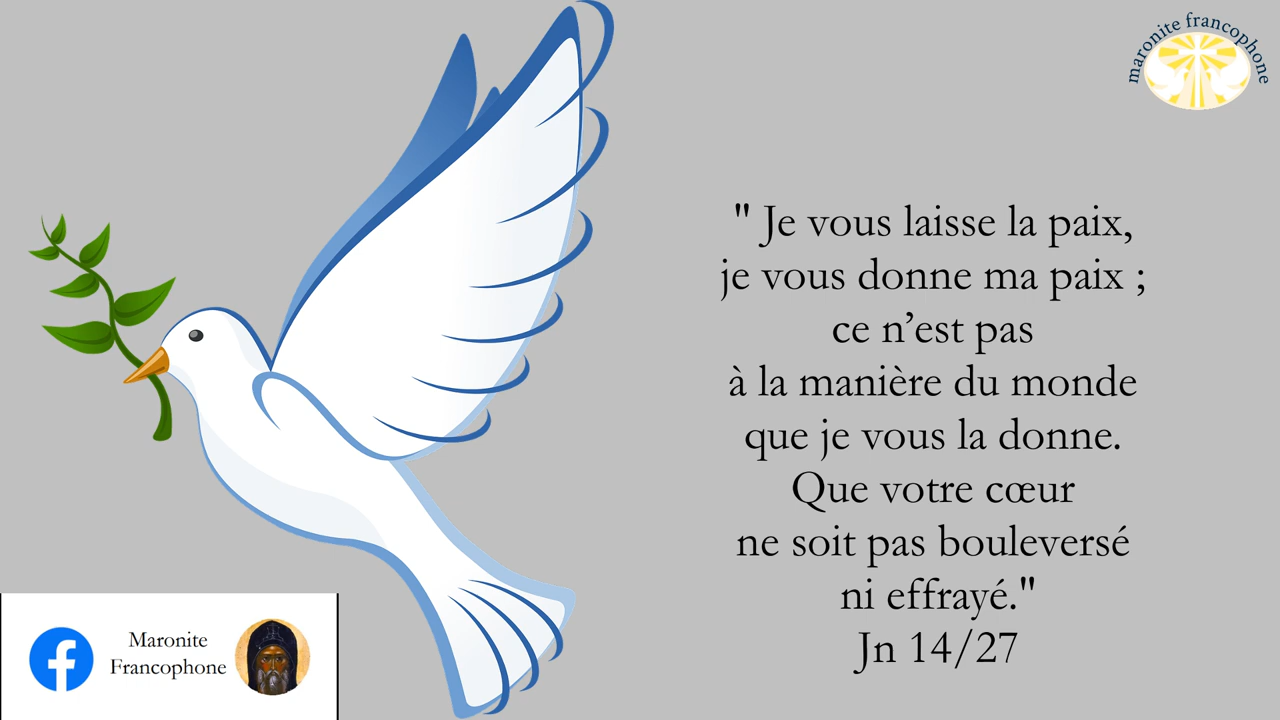 maronite francophone
" Je vous laisse la paix,
je vous donne ma paix ;
ce n’est pas
à la manière du monde
que je vous la donne.
Que votre cœur
ne soit pas bouleversé
ni effrayé."
Jn 14/27
Maronite
Francophone